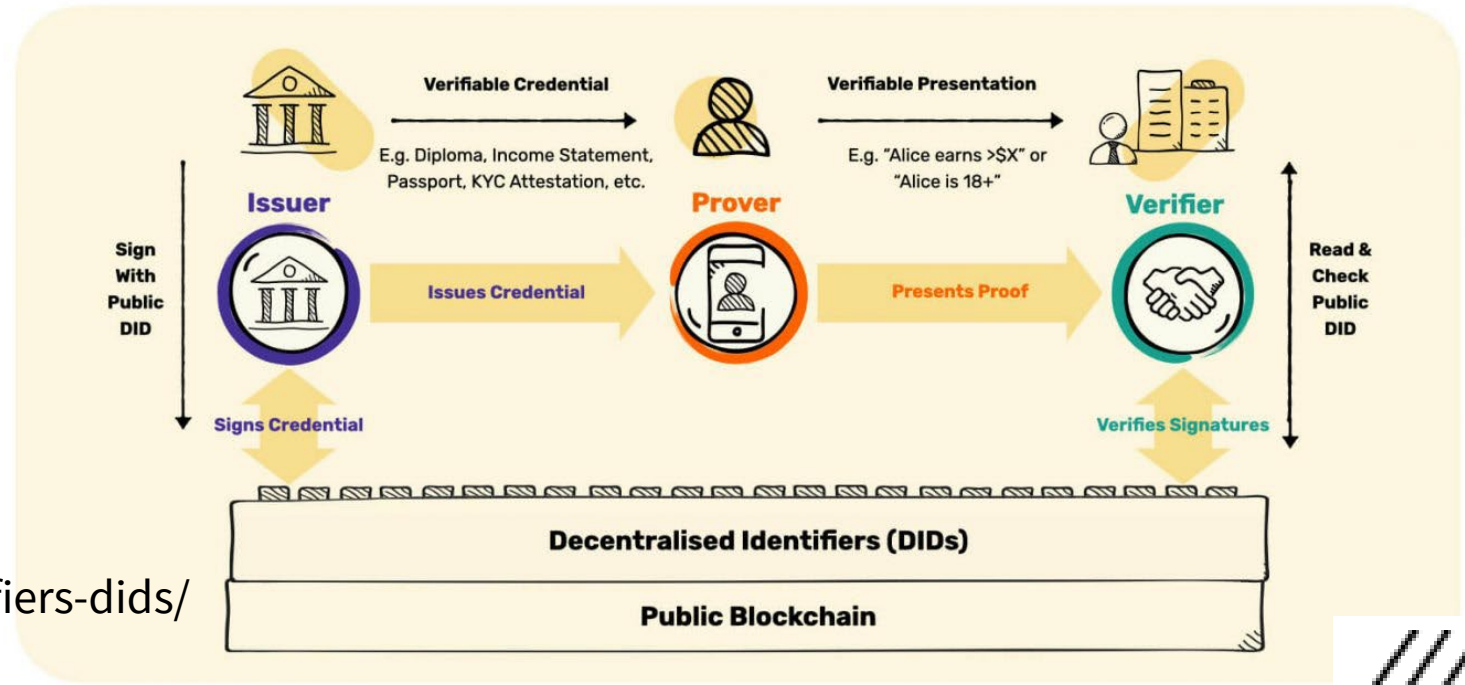 Verifiable Credential
E.g. Diploma, Income Statement,
Passport, KYC Attestation, etc.
Verifiable Presentation
E.g. “Alice earns >$X” or
“Alice is 18+”
Issuer
Prover
Verifier
Sign
With
Public
DID
Issues Credential
Presents Proof
Read &
Check
Public
DID
Signs Credential
Verifies Signatures
Decentralised Identifiers (DIDs)
fiers-dids/
Public Blockchain